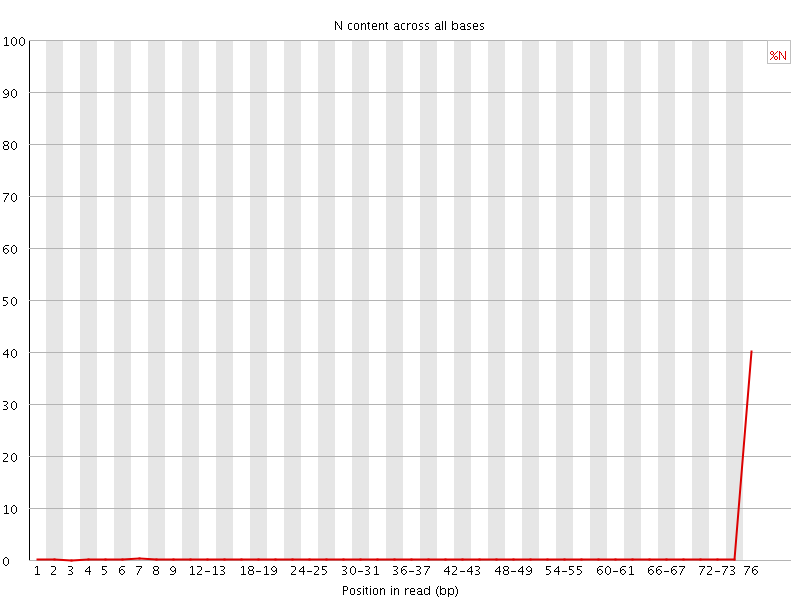 N content across all bases
%N
100
90
80
70
60
50
40
30
20
10
0
1 2 3 4 5 6 7 8 9 12-13 18-19 24-25 30-31 36-37 42-43 48-49 54-55 60-61 66-67 72-73 76
Position in read (bp)